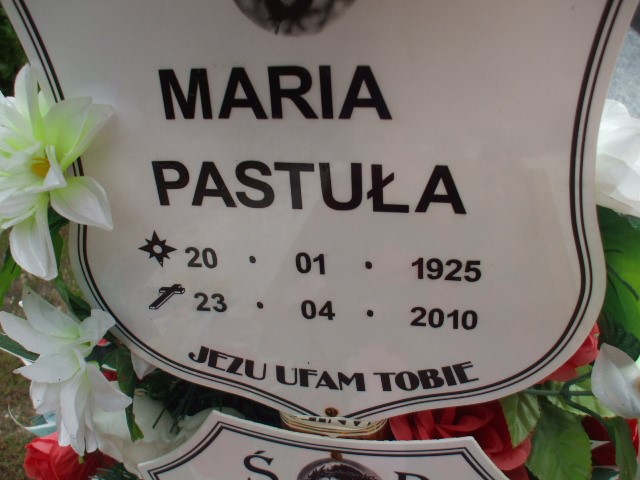 MARIA
PASTUŁA
20 · 01 · 1925
23 · 04 · 2010
JEZU UFAM TOBIE
Ś P